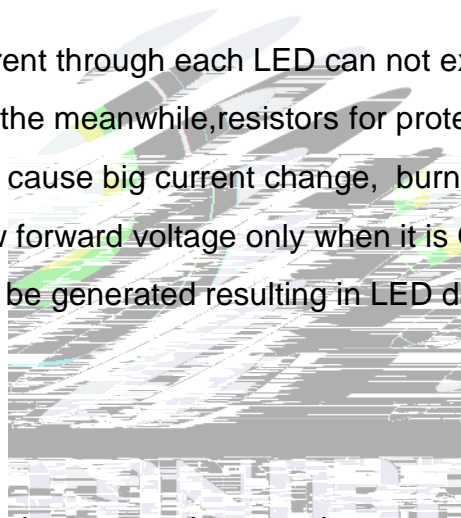 rent through each LED can not ex
the meanwhile,resistors for prote
cause big current change, burn
forward voltage only when it is
be generated resulting in LED d